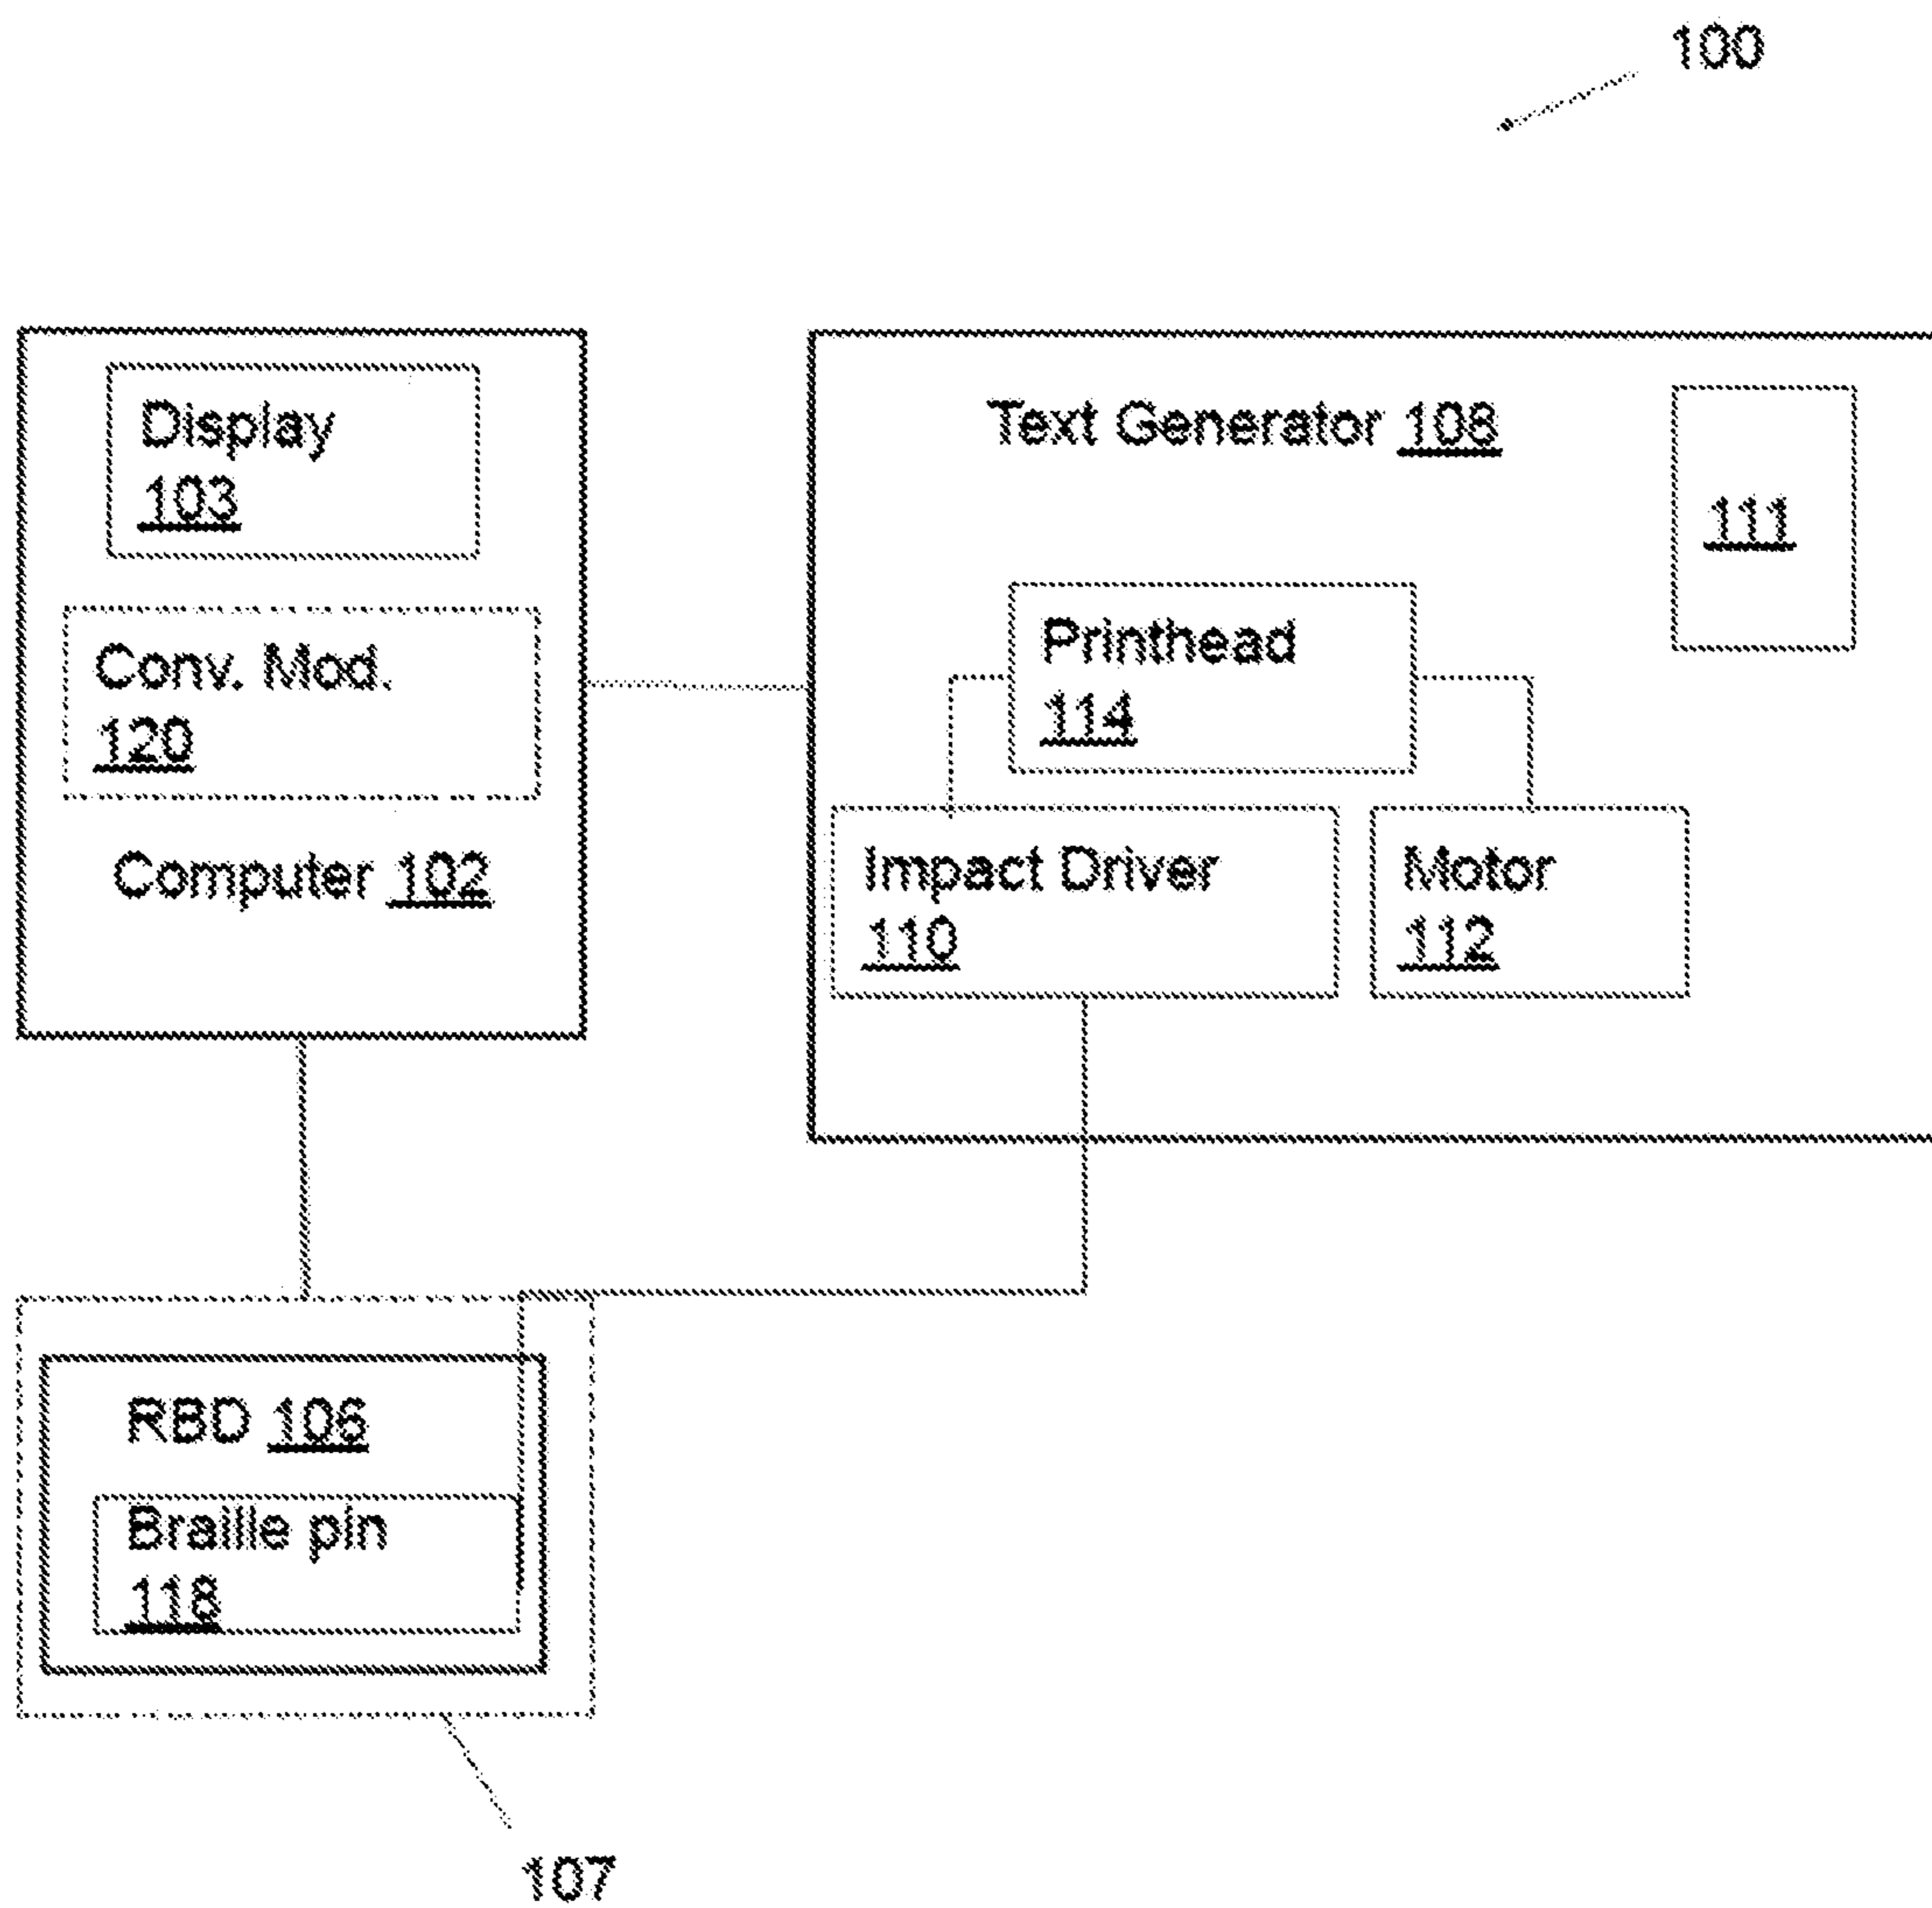 100
Display
103
Conv. Mod.
120
Computer 102
Text Generator 108
111
Printhead
114
Impact Driver
110
Motor
112
RBD 106
Braille pin
118
107